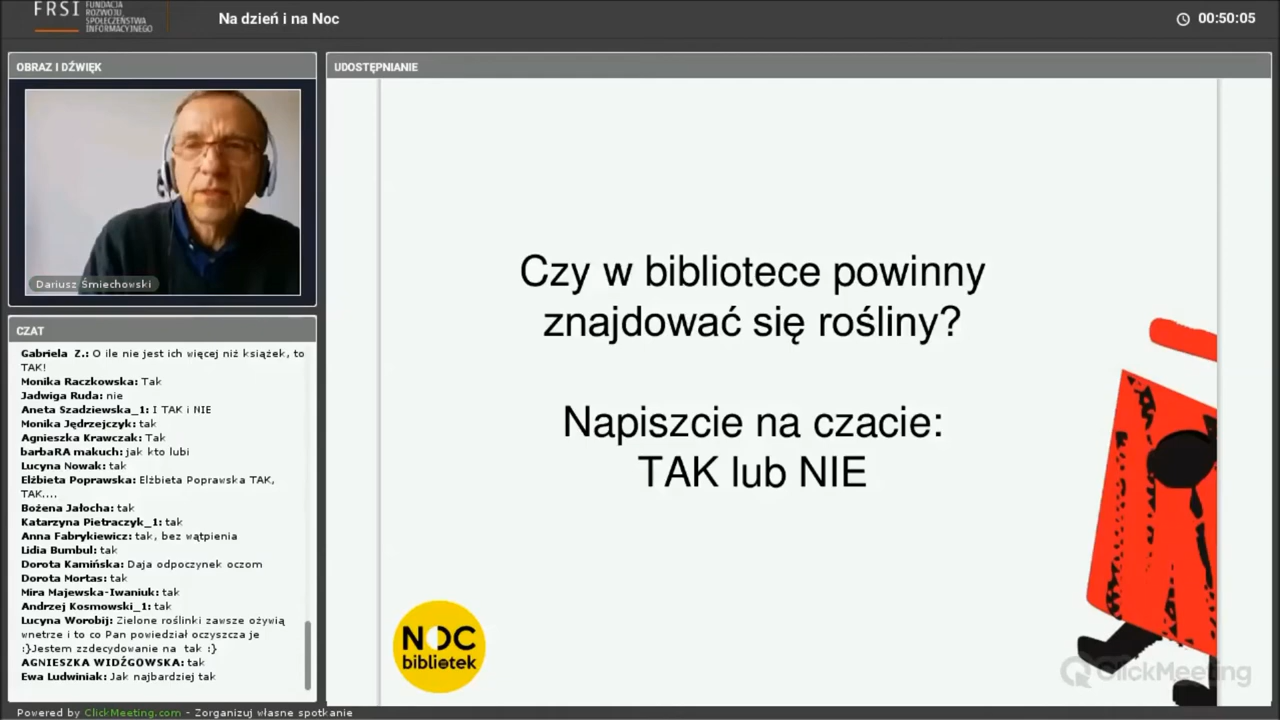 FRSI
FUNDACJA
ROZWOJU
SPOŁECZEŃSTWA
INFORMACYJNEGO
Na dzień i na Noc
00:50:05
OBRAZ I DŹWIĘK
Dariusz Śmiechowski
CZAT
Gabriela Z.: O ile nie jest ich więcej niż książek, to
TAK!
Monika Raczkowska: Tak
Jadwiga Ruda: nie
Aneta Szadziewska_1: I TAK i NIE
Monika Jędrzejczyk: tak
Agnieszka Krawczak: Tak
barbaRA makuch: jak kto lubi
Lucyna Nowak: tak
Elżbieta Poprawska: Elżbieta Poprawska TAK,
TAK....
Bożena Jałocha: tak
Katarzyna Pietraczyk_1: tak
Anna Fabrykiewicz: tak, bez wątpienia
Lidia Bumbul: tak
Dorota Kamińska: Daja odpoczynek oczom
Dorota Mortas: tak
Mira Majewska-Iwaniuk: tak
Andrzej Kosmowski_1: tak
Lucyna Worobij: Zielone roślinki zawsze ożywią
wnetrze i to co Pan powiedział oczyszcza je
:}Jestem zzdecydowanie na tak :}
AGNIESZKA WIDŹGOWSKA: tak
Ewa Ludwiniak: Jak najbardziej tak
UDOSTĘPNIANIE
Czy w bibliotece powinny
znajdować się rośliny?
Napiszcie na czacie:
TAK lub NIE
NOC
bibliotek
ClickMeeting
Powered by ClickMeeting.com - Zorganizuj własne spotkanie